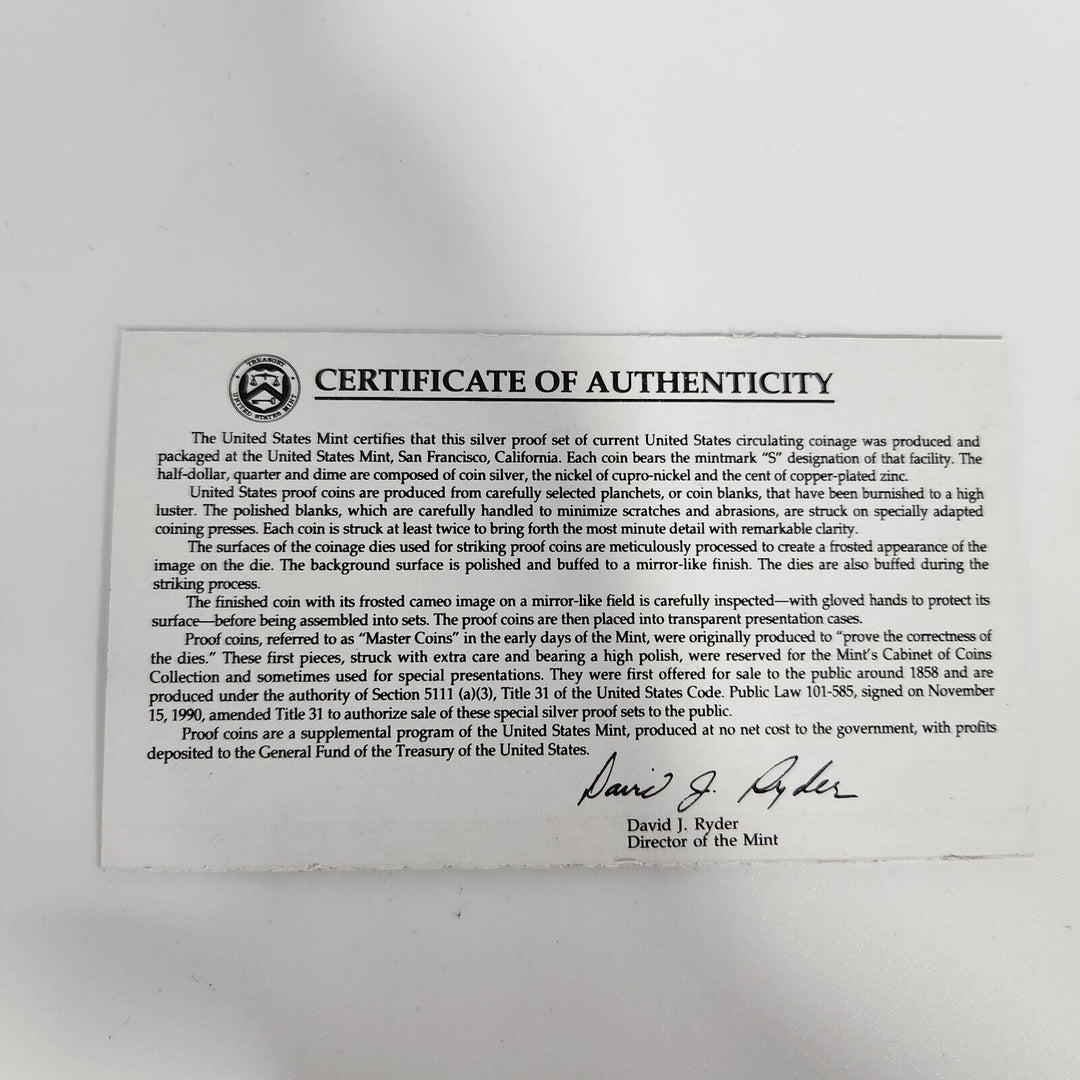 TREASURY
UNITED STATES MINT
CERTIFICATE OF AUTHENTICITY
The United States Mint certifies that this silver proof set of current United States circulating coinage was produced and
packaged at the United States Mint, San Francisco, California. Each coin bears the mintmark "S" designation of that facility. The
half-dollar, quarter and dime are composed of coin silver, the nickel of cupro-nickel and the cent of copper-plated zinc.
United States proof coins are produced from carefully selected planchets, or coin blanks, that have been burnished to a high
luster. The polished blanks, which are carefully handled to minimize scratches and abrasions, are struck on specially adapted
coining presses. Each coin is struck at least twice to bring forth the most minute detail with remarkable clarity.
The surfaces of the coinage dies used for striking proof coins are meticulously processed to create a frosted appearance of the
image on the die. The background surface is polished and buffed to a mirror-like finish. The dies are also buffed during the
striking process.
The finished coin with its frosted cameo image on a mirror-like field is carefully inspected—with gloved hands to protect its
surface—before being assembled into sets. The proof coins are then placed into transparent presentation cases.
Proof coins, referred to as "Master Coins" in the early days of the Mint, were originally produced to "prove the correctness of
the dies." These first pieces, struck with extra care and bearing a high polish, were reserved for the Mint's Cabinet of Coins
Collection and sometimes used for special presentations. They were first offered for sale to the public around 1858 and are
produced under the authority of Section 5111 (a)(3), Title 31 of the United States Code. Public Law 101-585, signed on November
15, 1990, amended Title 31 to authorize sale of these special silver proof sets to the public.
Proof coins are a supplemental program of the United States Mint, produced at no net cost to the government, with profits
deposited to the General Fund of the Treasury of the United States.
David J. Ryder
David J. Ryder
Director of the Mint